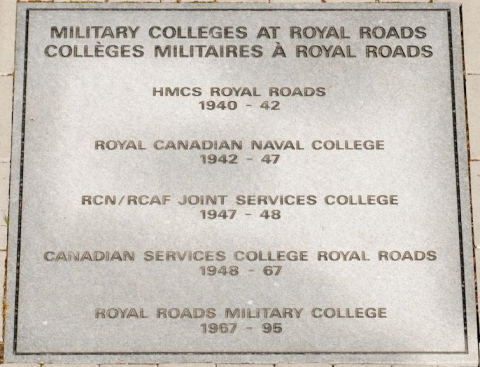 MILITARY COLLEGES AT ROYAL ROADS
COLLÈGES MILITAIRES À ROYAL ROADS
HMCS ROYAL ROADS
1940 - 42
ROYAL CANADIAN NAVAL COLLEGE
1942 - 47
RCN/RCAF JOINT SERVICES COLLEGE
1947 - 48
CANADIAN SERVICES COLLEGE ROYAL ROADS
1948 - 67
ROYAL ROADS MILITARY COLLEGE
1967 - 95